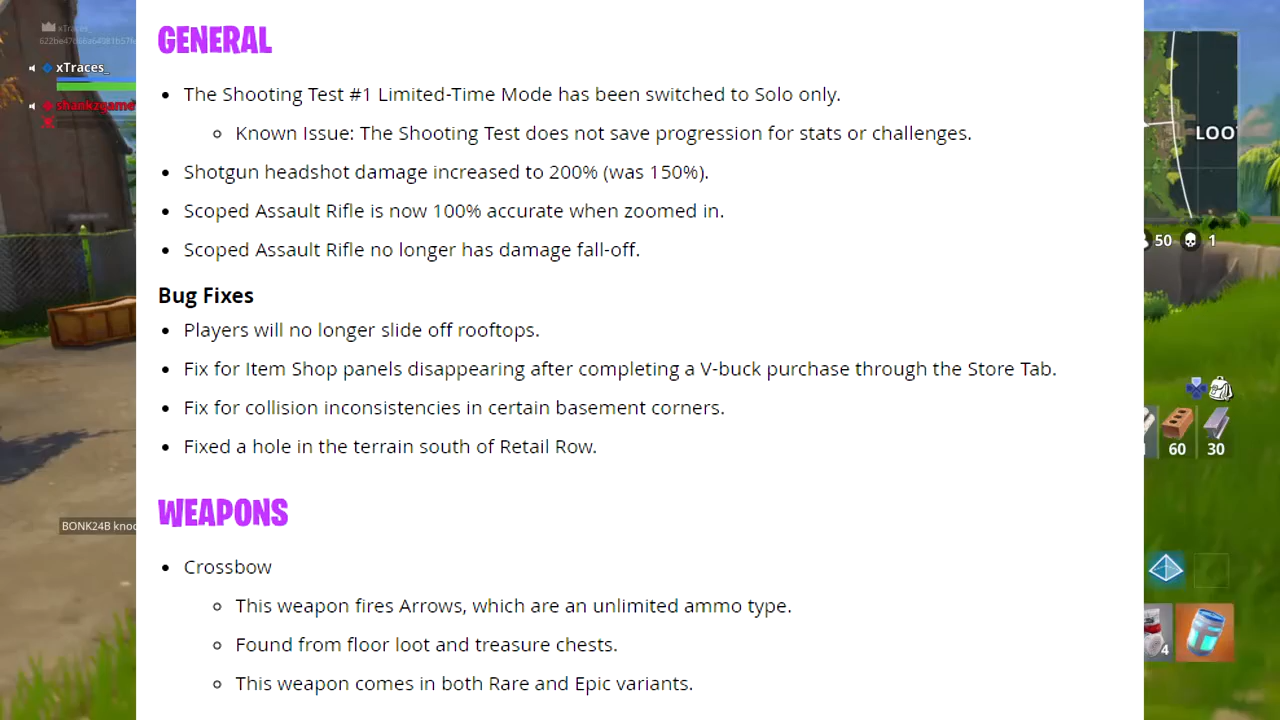 xTraces_
xTraces_
shankzgame
GENERAL
The Shooting Test #1 Limited-Time Mode has been switched to Solo only.
Known Issue: The Shooting Test does not save progression for stats or challenges.
Shotgun headshot damage increased to 200% (was 150%).
Scoped Assault Rifle is now 100% accurate when zoomed in.
Scoped Assault Rifle no longer has damage fall-off.
Bug Fixes
Players will no longer slide off rooftops.
Fix for Item Shop panels disappearing after completing a V-buck purchase through the Store Tab.
Fix for collision inconsistencies in certain basement corners.
Fixed a hole in the terrain south of Retail Row.
WEAPONS
Crossbow
This weapon fires Arrows, which are an unlimited ammo type.
Found from floor loot and treasure chests.
This weapon comes in both Rare and Epic variants.
BONK24B knoc
LOO
50 1
60 30
4